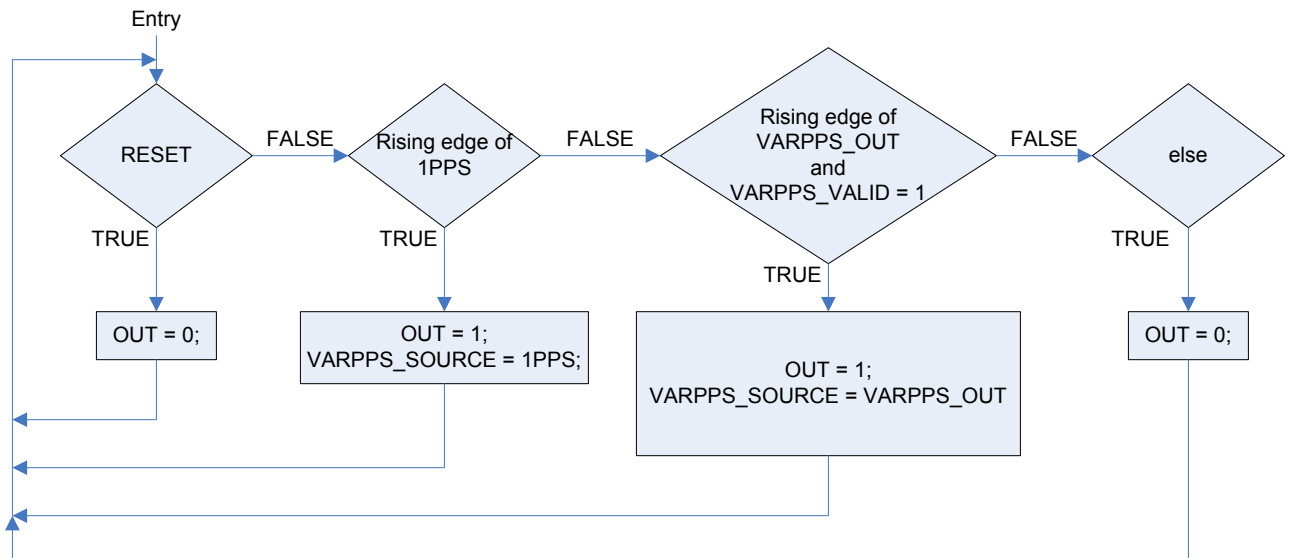 Entry
RESET
FALSE
Rising edge of
1PPS
FALSE
Rising edge of
VARPPS_OUT
and
VARPPS_VALID = 1
FALSE
else
TRUE
TRUE
TRUE
TRUE
OUT = 0;
OUT = 1;
VARPPS_SOURCE = 1PPS;
OUT = 1;
VARPPS_SOURCE = VARPPS_OUT
OUT = 0;